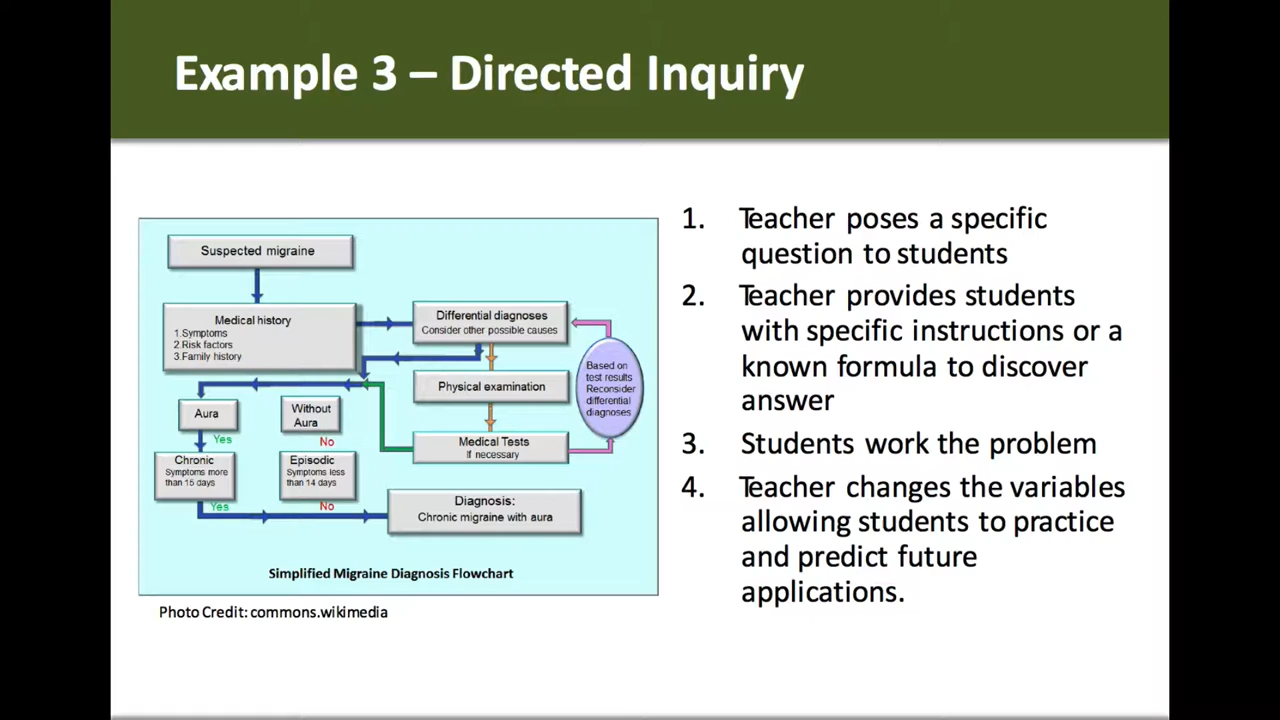 Example 3 – Directed Inquiry
Suspected migraine
Medical history
1.Symptoms
2.Risk factors
3.Family history
Differential diagnoses
Consider other possible causes
Physical examination
Medical Tests
If necessary
Based on
test results
Reconsider
differential
diagnoses
Aura
Yes
Without
Aura
No
Chronic
Symptoms more
than 15 days
Yes
Episodic
Symptoms less
than 14 days
No
Diagnosis:
Chronic migraine with aura
Simplified Migraine Diagnosis Flowchart
Photo Credit: commons.wikimedia
1. Teacher poses a specific
question to students
2. Teacher provides students
with specific instructions or a
known formula to discover
answer
3. Students work the problem
4. Teacher changes the variables
allowing students to practice
and predict future
applications.